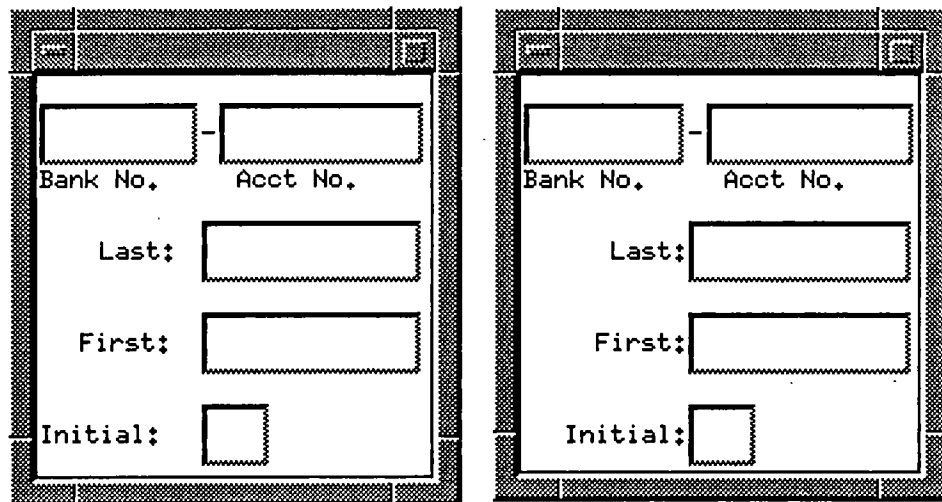 -
Bank No. Acct No.
Last:
First:
Initial:
-
Bank No. Acct No.
Last:
First:
Initial: